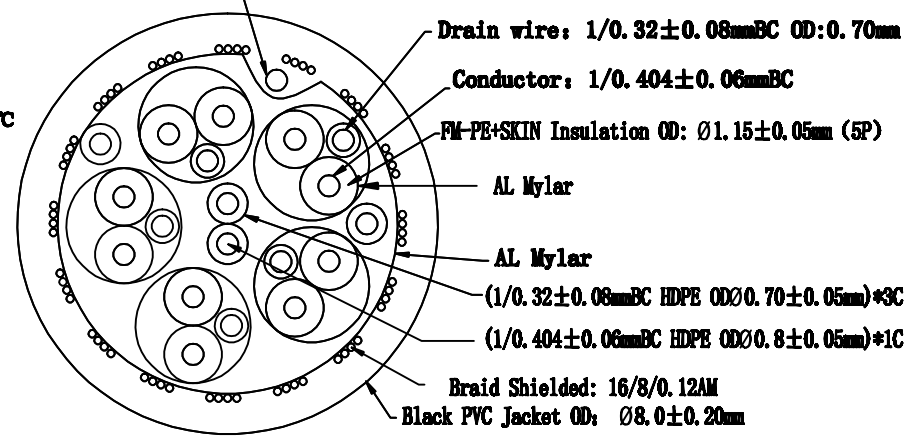 Drain wire: 1/0.32±0.08mmBC OD:0.70mm
Conductor: 1/0.404±0.06mmBC
℃
FM-PE+SKIN Insulation OD: Ø1.15±0.05mm (5P)
AL Mylar
AL Mylar
(1/0.32±0.08mmBC HDPE ODØ0.70±0.05mm)*3C
(1/0.404±0.06mmBC HDPE ODØ0.8±0.05mm)*1C
Braid Shielded: 16/8/0.12AM
Black PVC Jacket OD: Ø8.0±0.20mm